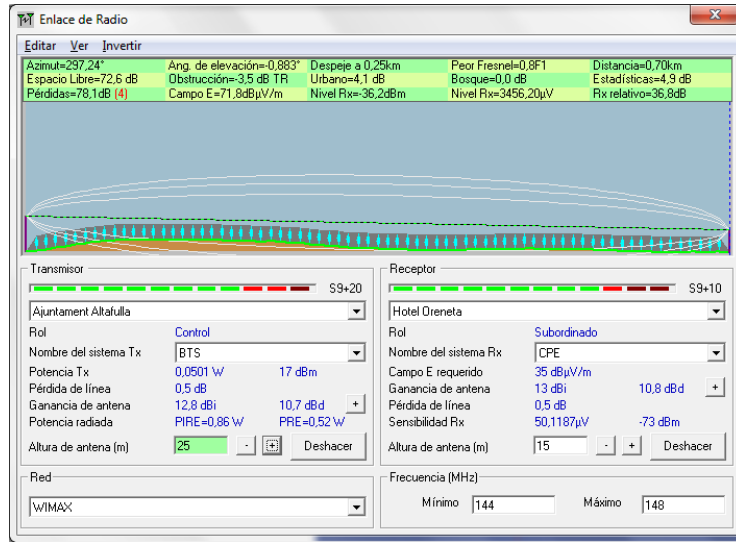 Enlace de Radio
Editar Ver Invertir
Azimut=297,24° Ang. de elevación=-0,883° Despeje a 0,25km Peor Fresnel=0,8F1 Distancia=0,70km
Espacio Libre=72,6 dB Obstrucción=-3,5 dB TR Urbano=4,1 dB Bosque=0,0 dB Estadísticas=4,9 dB
Pérdidas=78,1dB (4) Campo E=71,8dBµV/m Nivel Rx=-36,2dBm Nivel Rx=3456,20µV Rx relativo=36,8dB
Transmisor
S9+20
Ajuntament Altafulla
Rol Control
Nombre del sistema Tx BTS
Potencia Tx 0,0501 W 17 dBm
Pérdida de línea 0,5 dB
Ganancia de antena 12,8 dBi 10,7 dBd +
Potencia radiada PIRE=0,86 W PRE=0,52 W
Altura de antena (m) 25 - + Deshacer
Red
WIMAX
Receptor
S9+10
Hotel Oreneta
Rol Subordinado
Nombre del sistema Rx CPE
Campo E requerido 35 dBµV/m
Ganancia de antena 13 dBi 10,8 dBd +
Pérdida de línea 0,5 dB
Sensibilidad Rx 50,1187µV -73 dBm
Altura de antena (m) 15 - + Deshacer
Frecuencia (MHz)
Mínimo 144 Máximo 148